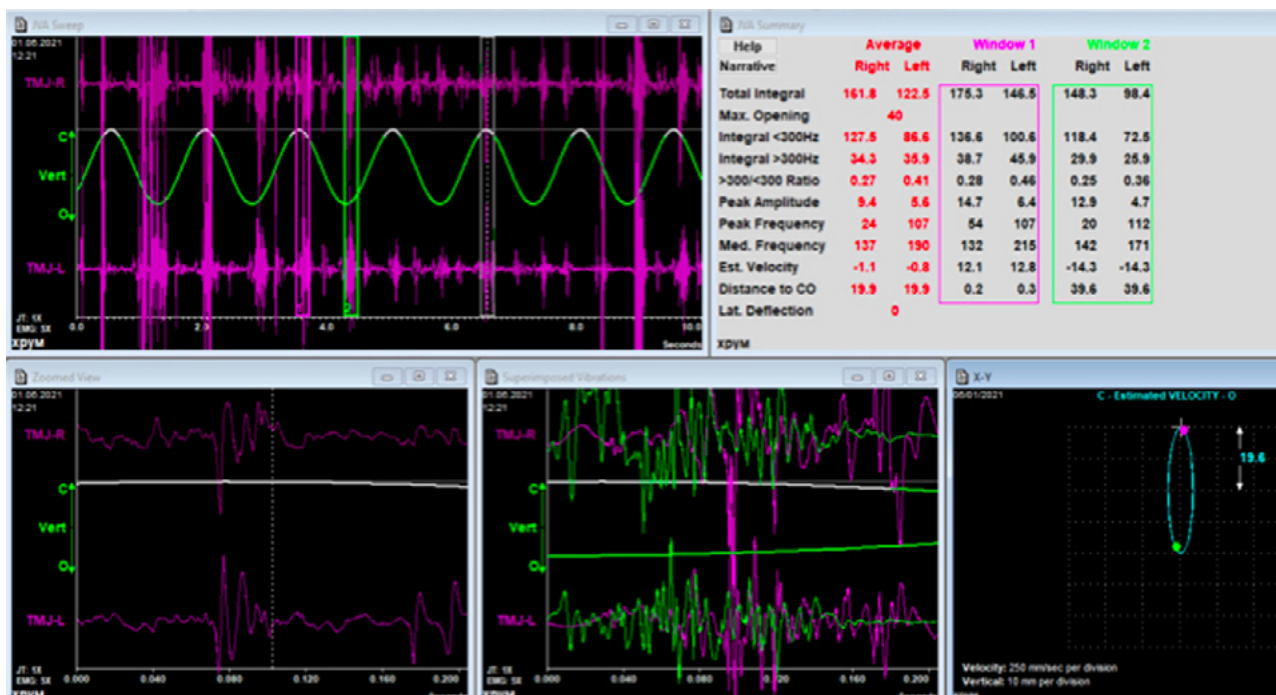 JVA Sweep
01.06.2021
12:21
TMJ-R
C
Vert
O
TMJ-L
JT: 5X
EMG: 5X
0.0 2.0 4.0 6.0 8.0 10.0
хрум Seconds
JVA Summary
Help Average Window 1 Window 2
Narrative Right Left Right Left Right Left
Total Integral 161.8 122.5 175.3 146.5 148.3 98.4
Max. Opening 40
Integral <300Hz 127.5 86.6 136.6 100.6 118.4 72.5
Integral >300Hz 34.3 35.9 38.7 45.9 29.9 25.9
>300/<300 Ratio 0.27 0.41 0.28 0.46 0.25 0.36
Peak Amplitude 9.4 5.6 14.7 6.4 12.9 4.7
Peak Frequency 24 107 54 107 20 112
Med. Frequency 137 190 132 215 142 171
Est. Velocity -1.1 -0.8 12.1 12.8 -14.3 -14.3
Distance to CO 19.9 19.9 0.2 0.3 39.6 39.6
Lat. Deflection 0
хрум
Zoomed View
01.06.2021
12:21
TMJ-R
C
Vert
O
TMJ-L
JT: 5X
EMG: 5X
0.000 0.040 0.080 0.120 0.160 0.200
хрум
Superimposed Vibrations
01.06.2021
12:21
TMJ-R
C
Vert
O
TMJ-L
JT: 5X
EMG: 5X
0.000 0.040 0.080 0.120 0.160 0.200
хрум
X-Y
06/01/2021
C - Estimated VELOCITY - O
19.6
Velocity: 250 mm/sec per division
Vertical: 10 mm per division